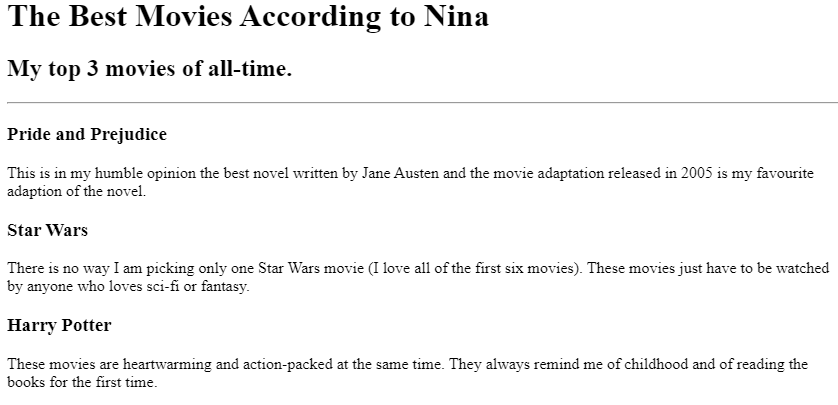 The Best Movies According to Nina
My top 3 movies of all-time.
Pride and Prejudice
This is in my humble opinion the best novel written by Jane Austen and the movie adaptation released in 2005 is my favourite
adaption of the novel.
Star Wars
There is no way I am picking only one Star Wars movie (I love all of the first six movies). These movies just have to be watched
by anyone who loves sci-fi or fantasy.
Harry Potter
These movies are heartwarming and action-packed at the same time. They always remind me of childhood and of reading the
books for the first time.